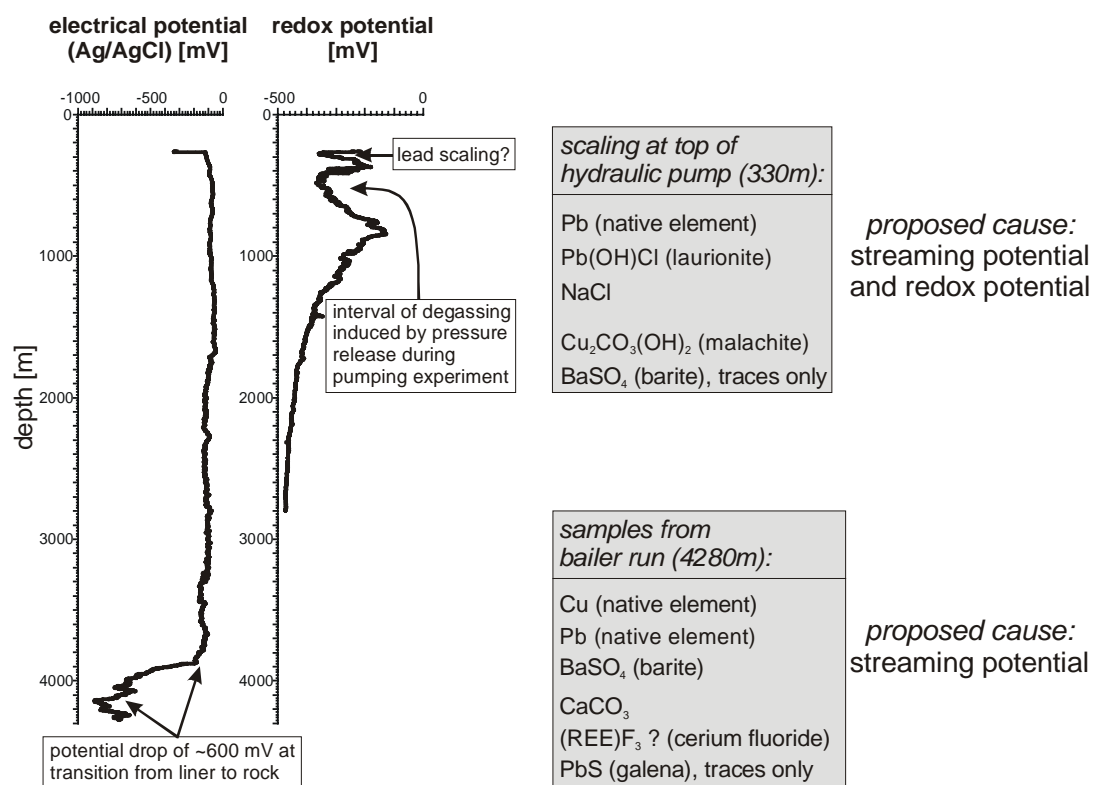 electrical potential
(Ag/AgCl) [mV]
redox potential
[mV]
-1000
-500
0
-500
0
0
0
depth [m]
1000
2000
3000
4000
1000
2000
3000
4000
lead scaling?
interval of degassing
induced by pressure
release during
pumping experiment
potential drop of ~600 mV at
transition from liner to rock
scaling at top of
hydraulic pump (330m):
Pb (native element)
Pb(OH)Cl (laurionite)
NaCl
Cu₂CO₃(OH)₂ (malachite)
BaSO₄ (barite), traces only
proposed cause:
streaming potential
and redox potential
samples from
bailer run (4280m):
Cu (native element)
Pb (native element)
BaSO₄ (barite)
CaCO₃
(REE)F₃ ? (cerium fluoride)
PbS (galena), traces only
proposed cause:
streaming potential